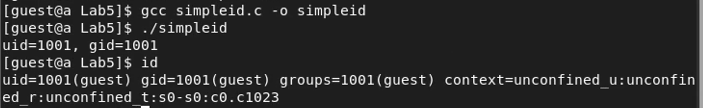 [guest@a Lab5]$ gcc simpleid.c -o simpleid
[guest@a Lab5]$ ./simpleid
uid=1001, gid=1001
[guest@a Lab5]$ id
uid=1001(guest) gid=1001(guest) groups=1001(guest) context=unconfined_u:unconfin
ed_r:unconfined_t:s0-s0:c0.c1023